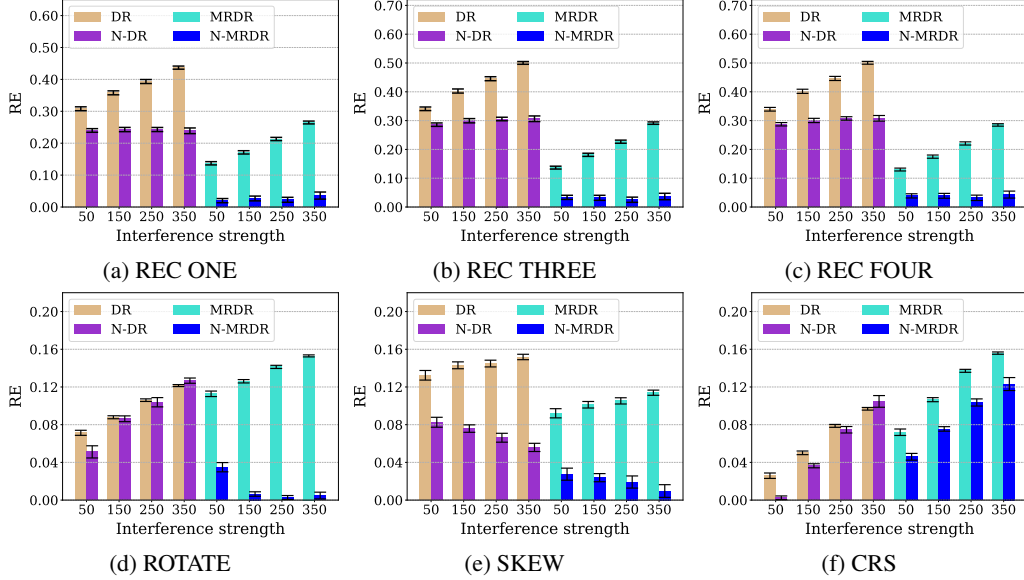 DR MRDR
N-DR N-MRDR
RE
0.60
0.50
0.40
0.30
0.20
0.10
0.00
50 150 250 350 50 150 250 350
Interference strength
(a) REC ONE
DR MRDR
N-DR N-MRDR
RE
0.70
0.60
0.50
0.40
0.30
0.20
0.10
0.00
50 150 250 350 50 150 250 350
Interference strength
(b) REC THREE
DR MRDR
N-DR N-MRDR
RE
0.70
0.60
0.50
0.40
0.30
0.20
0.10
0.00
50 150 250 350 50 150 250 350
Interference strength
(c) REC FOUR
DR MRDR
N-DR N-MRDR
RE
0.20
0.16
0.12
0.08
0.04
0.00
50 150 250 350 50 150 250 350
Interference strength
(d) ROTATE
DR MRDR
N-DR N-MRDR
RE
0.20
0.16
0.12
0.08
0.04
0.00
50 150 250 350 50 150 250 350
Interference strength
(e) SKEW
DR MRDR
N-DR N-MRDR
RE
0.20
0.16
0.12
0.08
0.04
0.00
50 150 250 350 50 150 250 350
Interference strength
(f) CRS